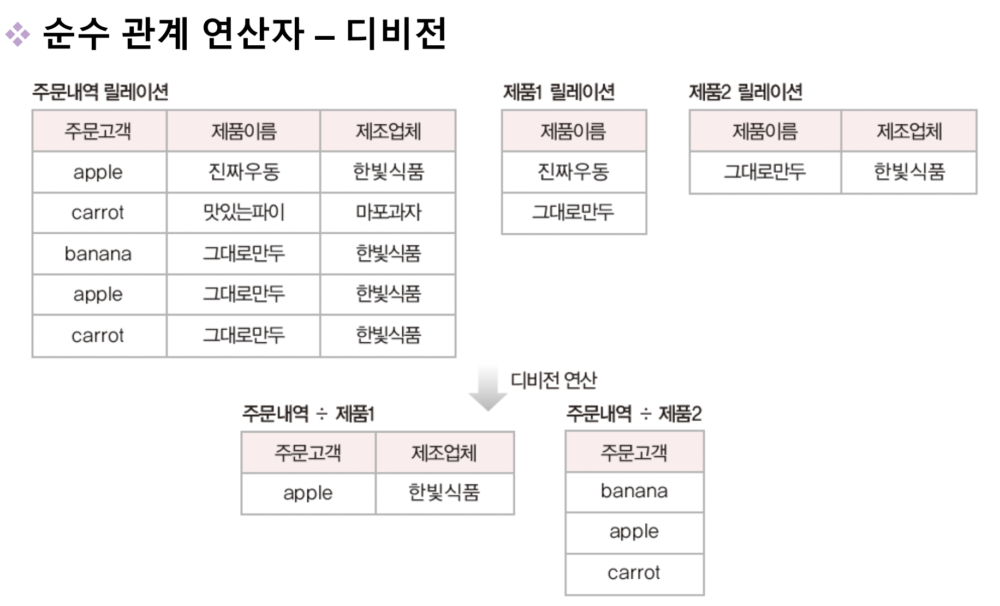 순수 관계 연산자 – 디비전
주문내역 릴레이션
주문고객 제품이름 제조업체
apple 진짜우동 한빛식품
carrot 맛있는파이 마포과자
banana 그대로만두 한빛식품
apple 그대로만두 한빛식품
carrot 그대로만두 한빛식품
제품1 릴레이션
제품이름
진짜우동
그대로만두
제품2 릴레이션
제품이름 제조업체
그대로만두 한빛식품
디비전 연산
주문내역 ÷ 제품1
주문고객 제조업체
apple 한빛식품
주문내역 ÷ 제품2
주문고객
banana
apple
carrot